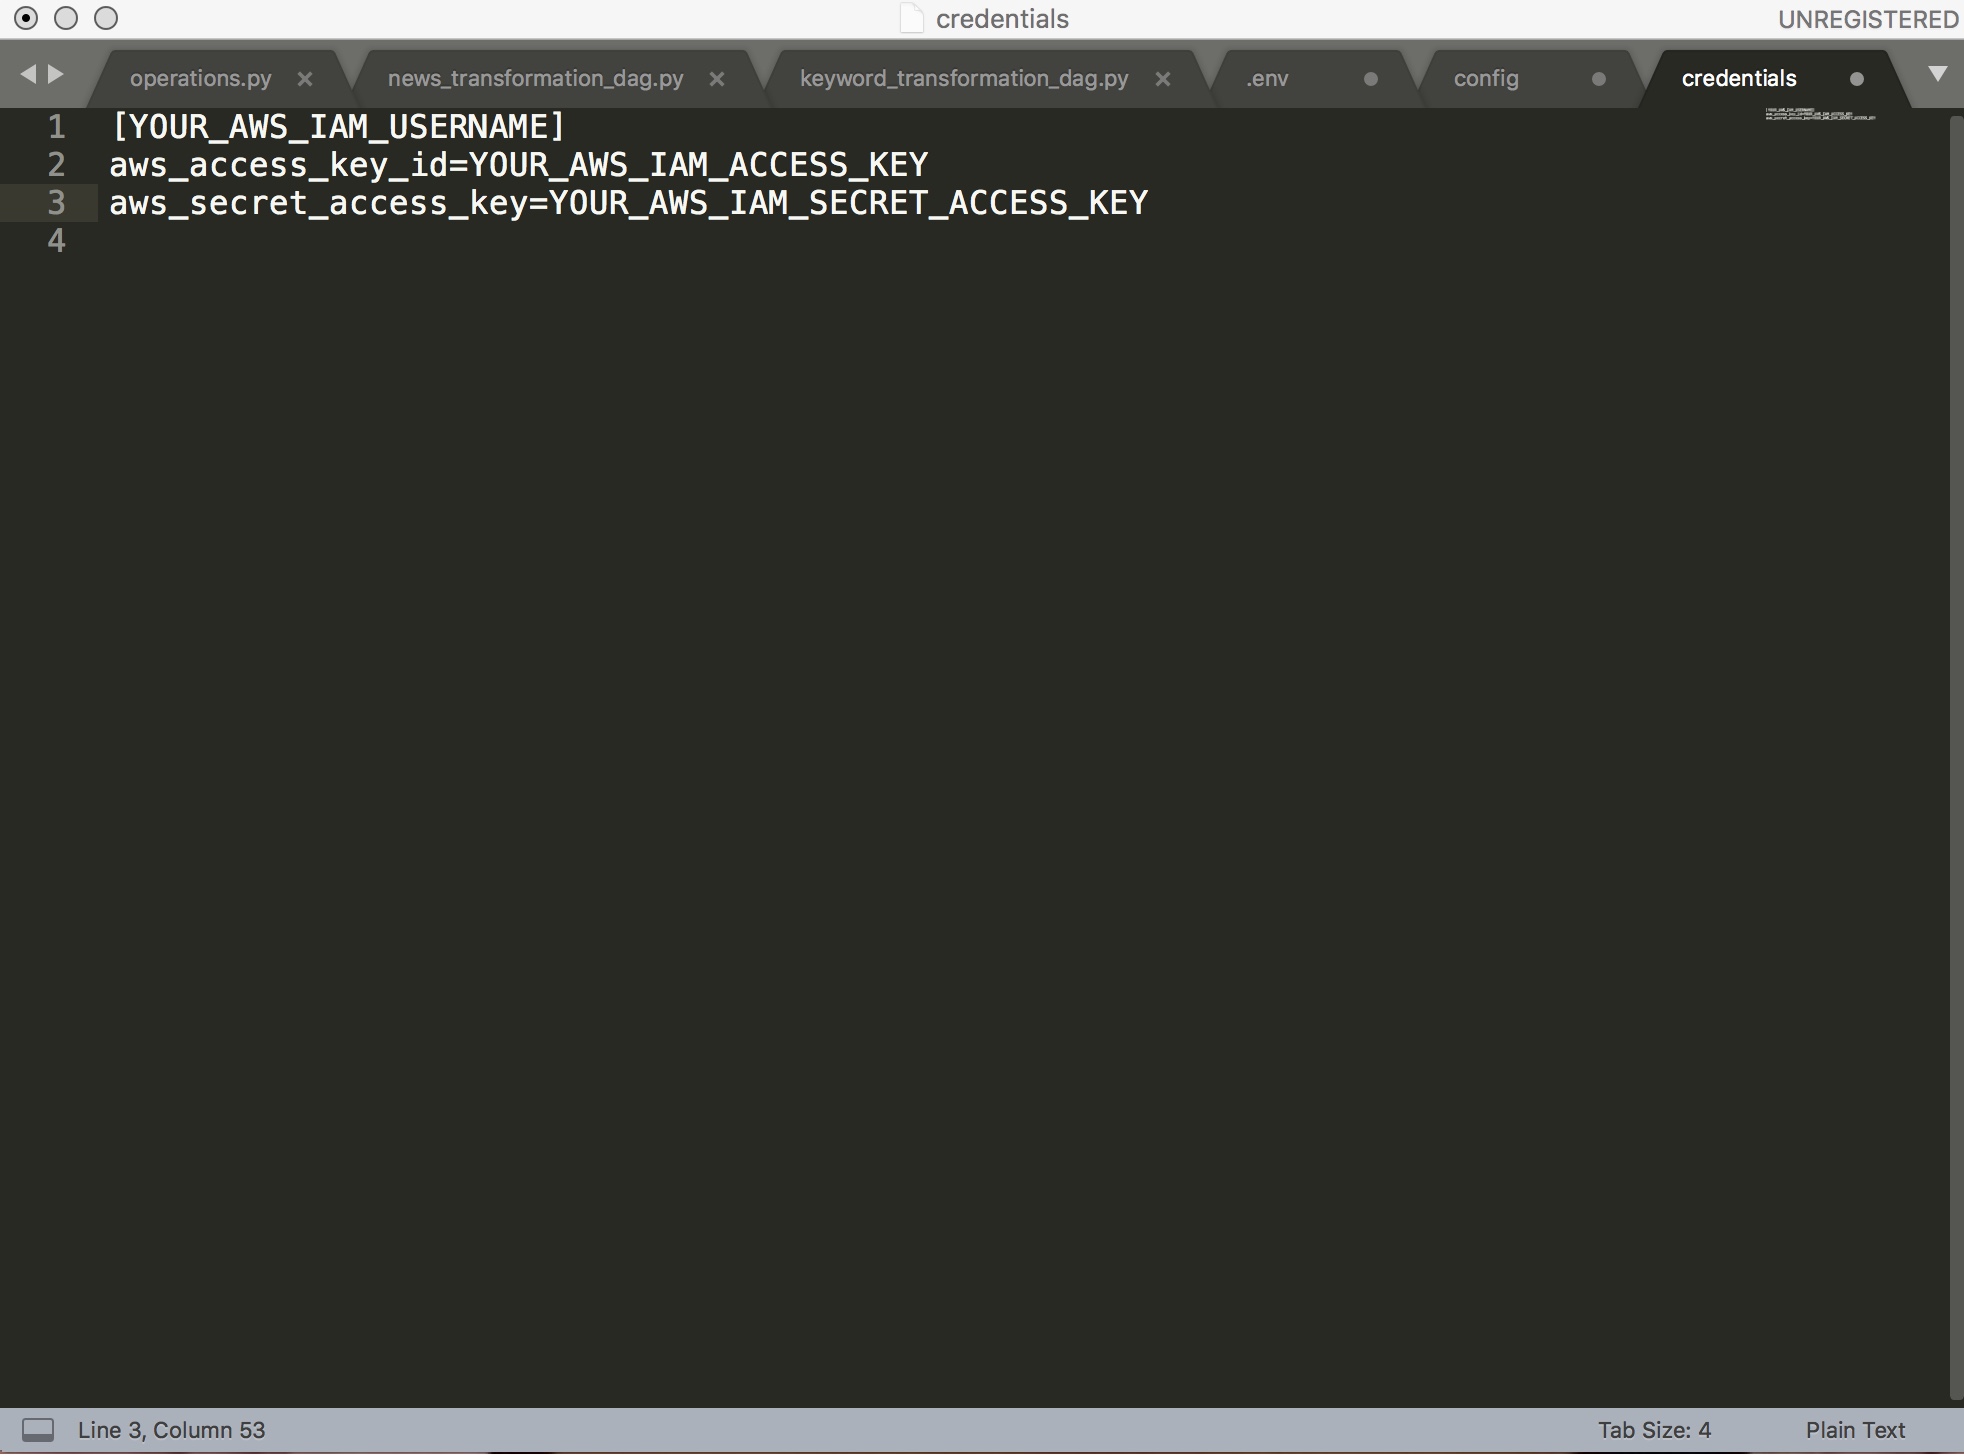 credentials
UNREGISTERED
operations.py
news_transformation_dag.py
keyword_transformation_dag.py
.env
config
credentials
1 [YOUR_AWS_IAM_USERNAME]
2 aws_access_key_id=YOUR_AWS_IAM_ACCESS_KEY
3 aws_secret_access_key=YOUR_AWS_IAM_SECRET_ACCESS_KEY
4
Line 3, Column 53
Tab Size: 4
Plain Text